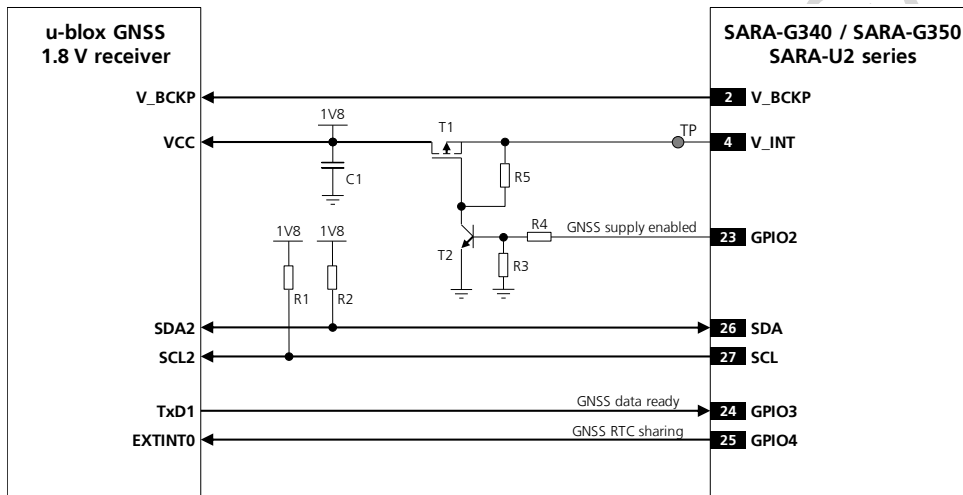 u-blox GNSS
1.8 V receiver
SARA-G340 / SARA-G350
SARA-U2 series
V_BCKP
2 V_BCKP
1V8
T1
TP
VCC
4 V_INT
C1
R5
R4
GNSS supply enabled
23 GPIO2
1V8
1V8
T2
R3
R1
R2
SDA2
26 SDA
SCL2
27 SCL
TxD1
GNSS data ready
24 GPIO3
EXTINT0
GNSS RTC sharing
25 GPIO4